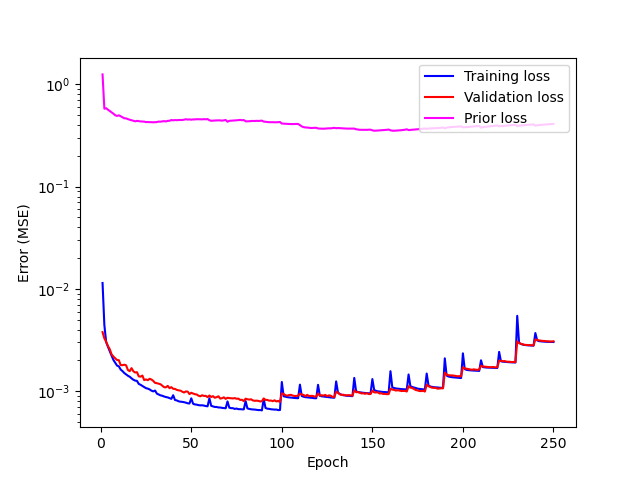 Training loss
Validation loss
Prior loss
10⁰
10⁻¹
10⁻²
10⁻³
Error (MSE)
0
50
100
150
200
250
Epoch